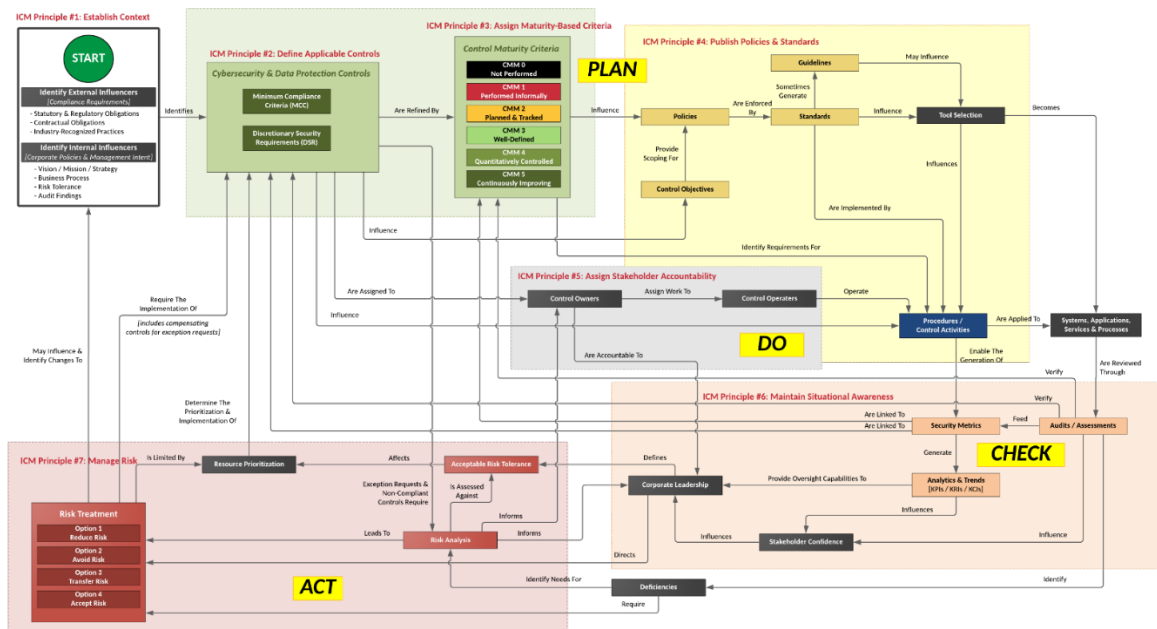 ICM Principle #1: Establish Context
START
Identify External Influencers
[Compliance Requirements]
- Statutory & Regulatory Obligations
- Contractual Obligations
- Industry-Recognized Practices
Identify Internal Influencers
[Corporate Policies & Management Intent]
- Vision / Mission / Strategy
- Business Process
- Risk Tolerance
- Audit Findings
Identifies
ICM Principle #2: Define Applicable Controls
Cybersecurity & Data Protection Controls
Minimum Compliance
Criteria (MCC)
Discretionary Security
Requirements (DSR)
Are Refined By
ICM Principle #3: Assign Maturity-Based Criteria
Control Maturity Criteria
CMM 0
Not Performed
CMM 1
Performed Informally
CMM 2
Planned & Tracked
CMM 3
Well-Defined
CMM 4
Quantitatively Controlled
CMM 5
Continuously Improving
PLAN
Influence
ICM Principle #4: Publish Policies & Standards
Guidelines
May Influence
Sometimes
Generate
Policies
Are Enforced
By
Standards
Influence
Tool Selection
Becomes
Provide
Scoping For
Control Objectives
Influences
Are Implemented By
Influence
Identify Requirements For
ICM Principle #5: Assign Stakeholder Accountability
Are Assigned To
Control Owners
Assign Work To
Control Operaters
Operate
Influence
Procedures /
Control Activities
Are Applied To
Systems, Applications,
Services & Processes
DO
Are Accountable To
Enable The
Generation Of
Are Reviewed
Through
Require The
Implementation Of
[includes compensating
controls for exception requests]
May Influence &
Identify Changes To
Determine The
Prioritization &
Implementation Of
Verify
ICM Principle #6: Maintain Situational Awareness
Verify
Are Linked To
Are Linked To
Security Metrics
Feed
Audits / Assessments
CHECK
Generate
Analytics & Trends
[KPIs / KRIs / KCIs]
Provide Oversight Capabilities To
Corporate Leadership
Influences
Stakeholder Confidence
Influences
Influence
ICM Principle #7: Manage Risk
Is Limited By
Resource Prioritization
Affects
Acceptable Risk Tolerance
Defines
Exception Requests &
Non-Compliant
Controls Require
Is Assessed
Against
Informs
Risk Treatment
Option 1
Reduce Risk
Option 2
Avoid Risk
Option 3
Transfer Risk
Option 4
Accept Risk
Leads To
Risk Analysis
Informs
Directs
ACT
Identify Needs For
Deficiencies
Identify
Require